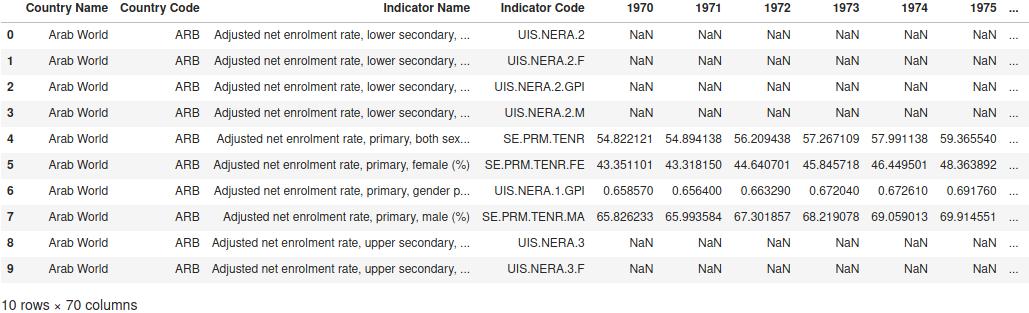 Country Name Country Code Indicator Name Indicator Code 1970 1971 1972 1973 1974 1975 ...
0 Arab World ARB Adjusted net enrolment rate, lower secondary, ... UIS.NERA.2 NaN NaN NaN NaN NaN NaN ...
1 Arab World ARB Adjusted net enrolment rate, lower secondary, ... UIS.NERA.2.F NaN NaN NaN NaN NaN NaN ...
2 Arab World ARB Adjusted net enrolment rate, lower secondary, ... UIS.NERA.2.GPI NaN NaN NaN NaN NaN NaN ...
3 Arab World ARB Adjusted net enrolment rate, lower secondary, ... UIS.NERA.2.M NaN NaN NaN NaN NaN NaN ...
4 Arab World ARB Adjusted net enrolment rate, primary, both sex... SE.PRM.TENR 54.822121 54.894138 56.209438 57.267109 57.991138 59.365540 ...
5 Arab World ARB Adjusted net enrolment rate, primary, female (%) SE.PRM.TENR.FE 43.351101 43.318150 44.640701 45.845718 46.449501 48.363892 ...
6 Arab World ARB Adjusted net enrolment rate, primary, gender p... UIS.NERA.1.GPI 0.658570 0.656400 0.663290 0.672040 0.672610 0.691760 ...
7 Arab World ARB Adjusted net enrolment rate, primary, male (%) SE.PRM.TENR.MA 65.826233 65.993584 67.301857 68.219078 69.059013 69.914551 ...
8 Arab World ARB Adjusted net enrolment rate, upper secondary, ... UIS.NERA.3 NaN NaN NaN NaN NaN NaN ...
9 Arab World ARB Adjusted net enrolment rate, upper secondary, ... UIS.NERA.3.F NaN NaN NaN NaN NaN NaN ...
10 rows × 70 columns